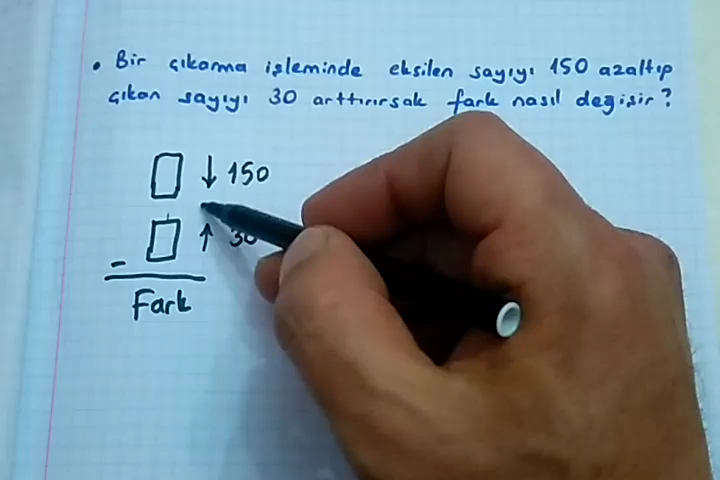 • Bir çıkarma işleminde eksilen sayıyı 150 azaltıp
çıkan sayıyı 30 arttırırsak fark nasıl değişir?
↓ 150
- ↑ 30
Fark